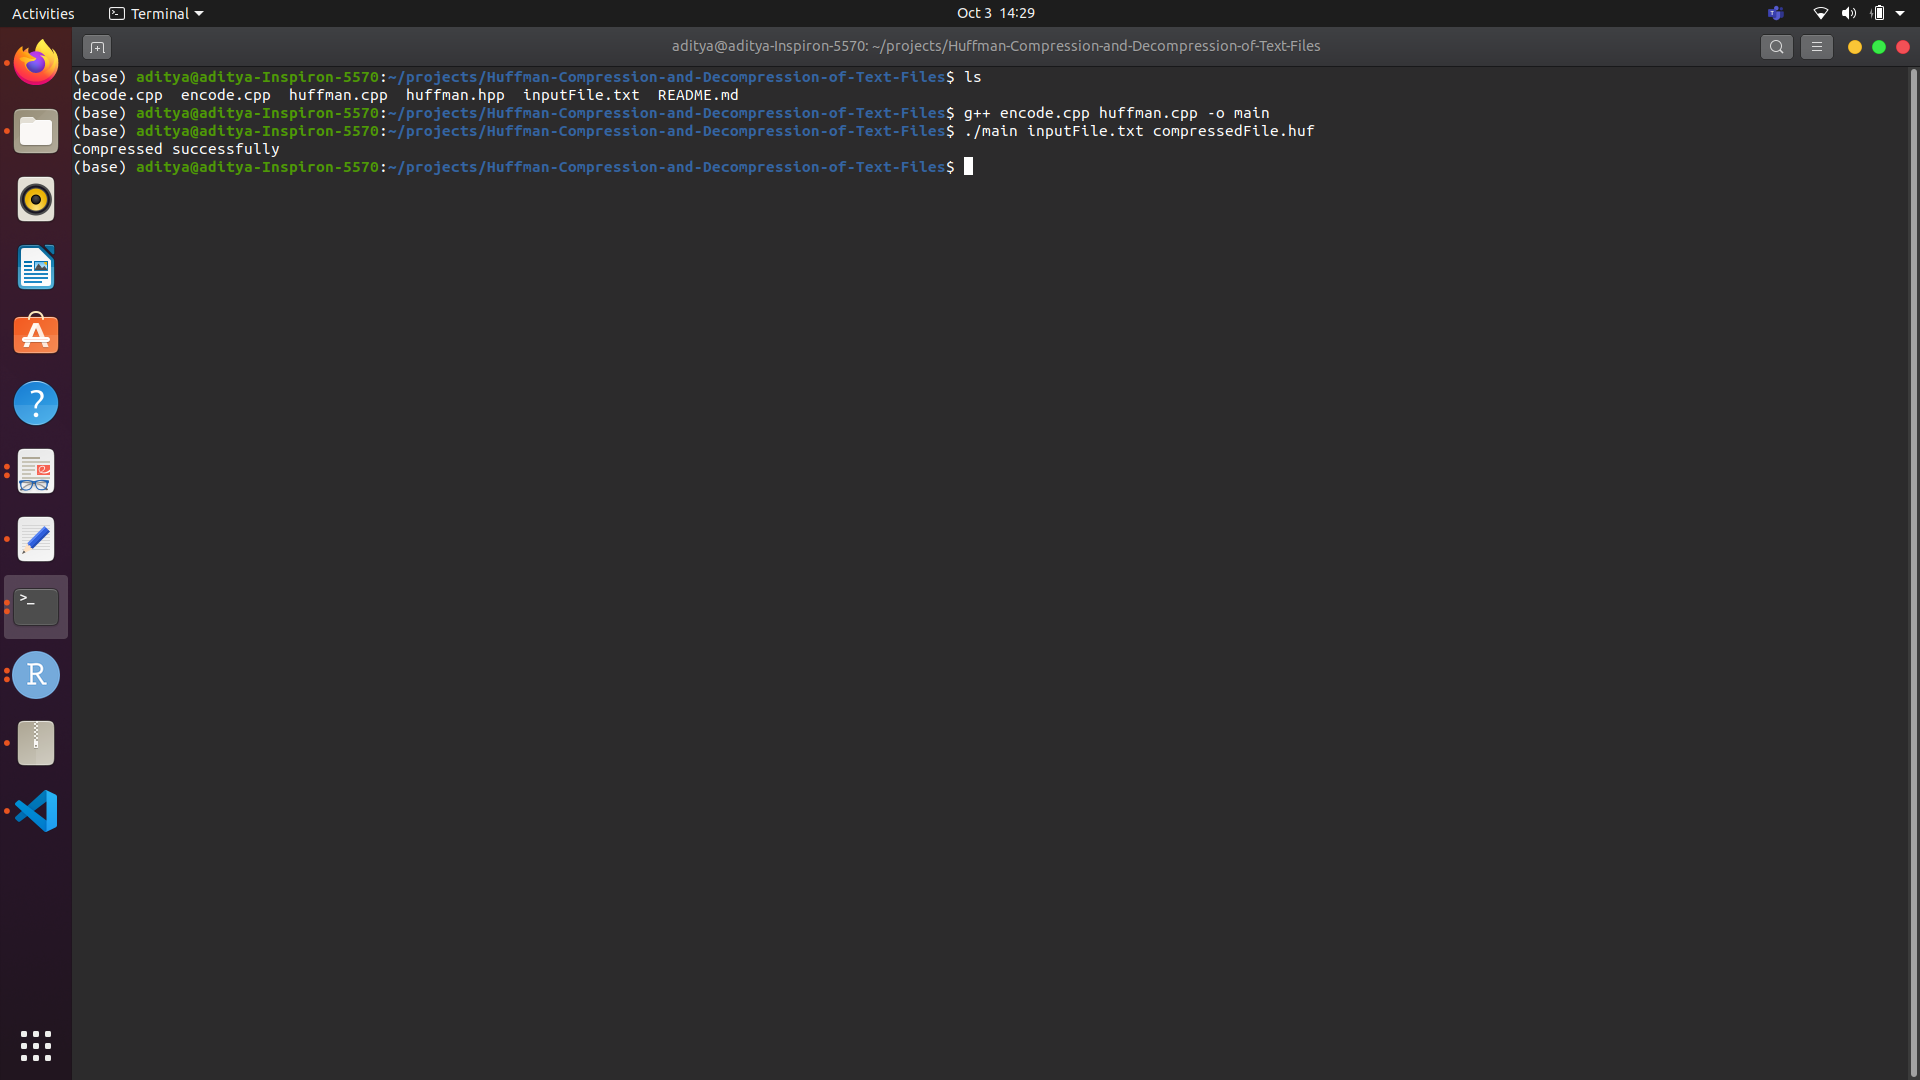 Activities Terminal Oct 3 14:29
aditya@aditya-Inspiron-5570: ~/projects/Huffman-Compression-and-Decompression-of-Text-Files
(base) aditya@aditya-Inspiron-5570:~/projects/Huffman-Compression-and-Decompression-of-Text-Files$ ls
decode.cpp  encode.cpp  huffman.cpp  huffman.hpp  inputFile.txt  README.md
(base) aditya@aditya-Inspiron-5570:~/projects/Huffman-Compression-and-Decompression-of-Text-Files$ g++ encode.cpp huffman.cpp -o main
(base) aditya@aditya-Inspiron-5570:~/projects/Huffman-Compression-and-Decompression-of-Text-Files$ ./main inputFile.txt compressedFile.huf
Compressed successfully
(base) aditya@aditya-Inspiron-5570:~/projects/Huffman-Compression-and-Decompression-of-Text-Files$